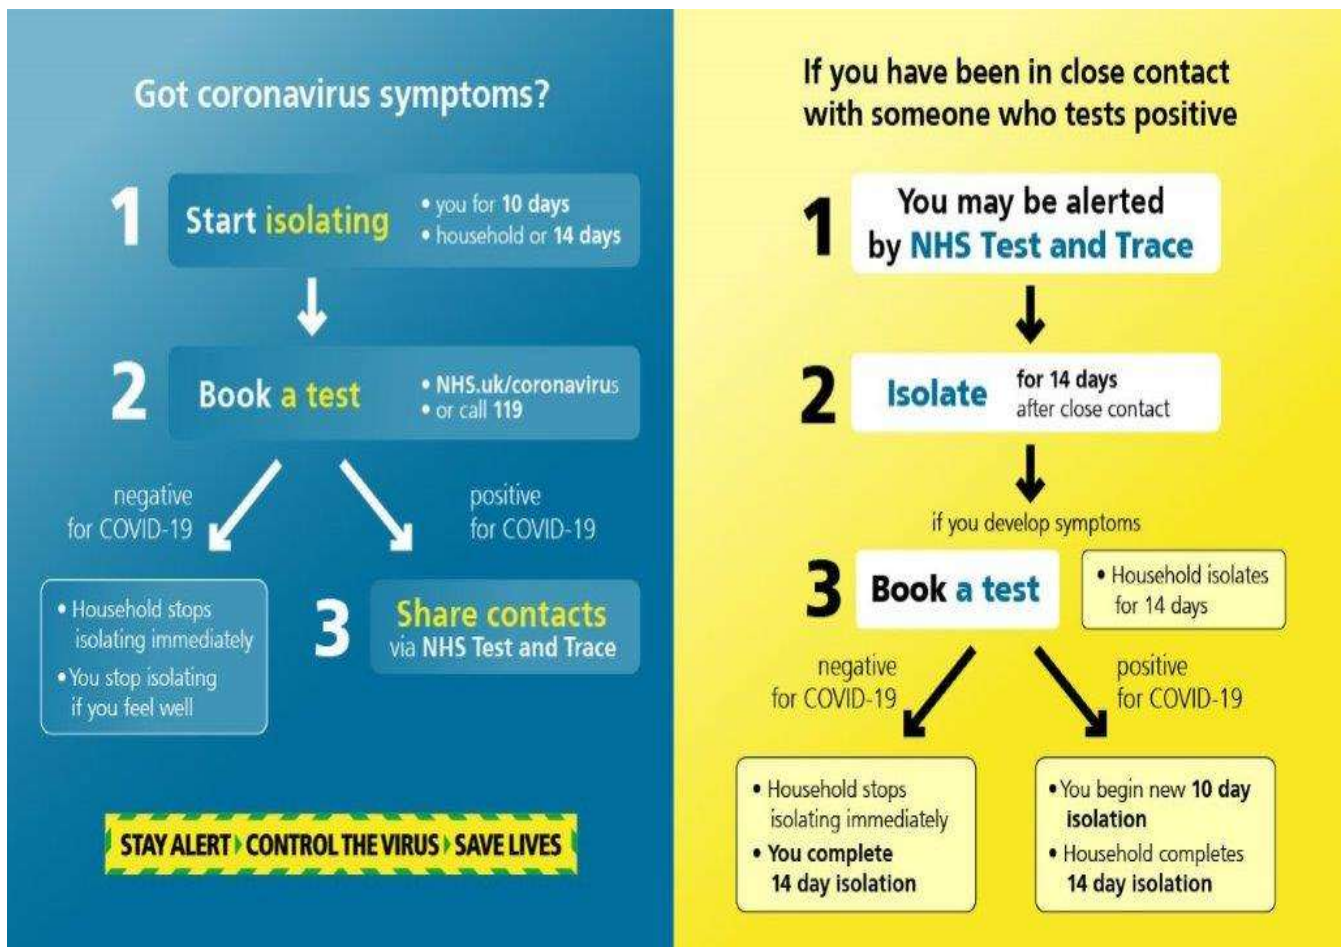 Got coronavirus symptoms?
1
Start isolating
• you for 10 days
• household or 14 days
2
Book a test
• NHS.uk/coronavirus
• or call 119
negative
for COVID-19
positive
for COVID-19
• Household stops
isolating immediately
• You stop isolating
if you feel well
3
Share contacts
via NHS Test and Trace
STAY ALERT CONTROL THE VIRUS SAVE LIVES
If you have been in close contact
with someone who tests positive
1
You may be alerted
by NHS Test and Trace
2
Isolate
for 14 days
after close contact
if you develop symptoms
3
Book a test
• Household isolates
for 14 days
negative
for COVID-19
positive
for COVID-19
• Household stops
isolating immediately
• You complete
14 day isolation
• You begin new 10 day
isolation
• Household completes
14 day isolation